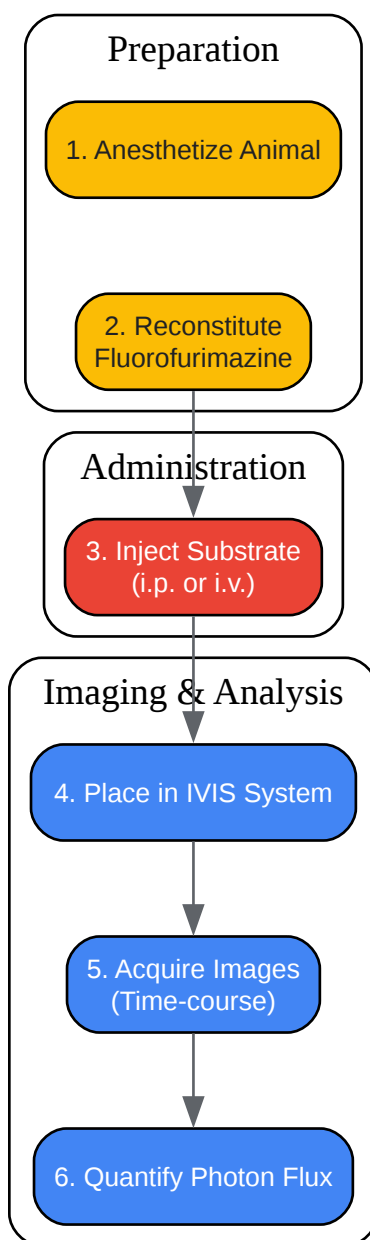 Preparation
1. Anesthetize Animal
2. Reconstitute
Fluorofurimazine
Administration
3. Inject Substrate
(i.p. or i.v.)
Imaging & Analysis
4. Place in IVIS System
5. Acquire Images
(Time-course)
6. Quantify Photon Flux